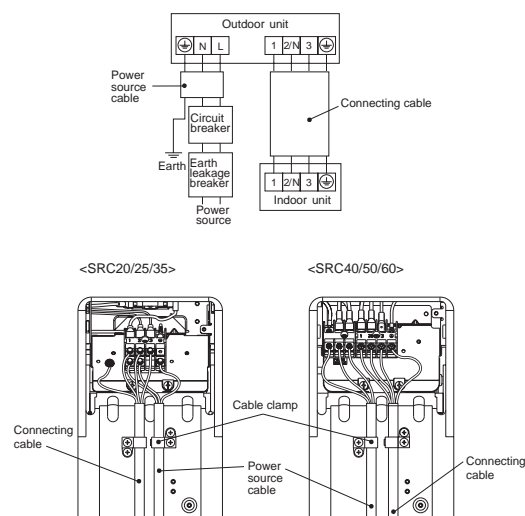 Outdoor unit
N L
1 2/N 3
Power
source
cable
Connecting cable
Circuit
breaker
Earth
Earth
leakage
breaker
1 2/N 3
Indoor unit
Power
source
<SRC20/25/35>
<SRC40/50/60>
Cable clamp
Connecting
cable
Power
source
cable
Connecting
cable